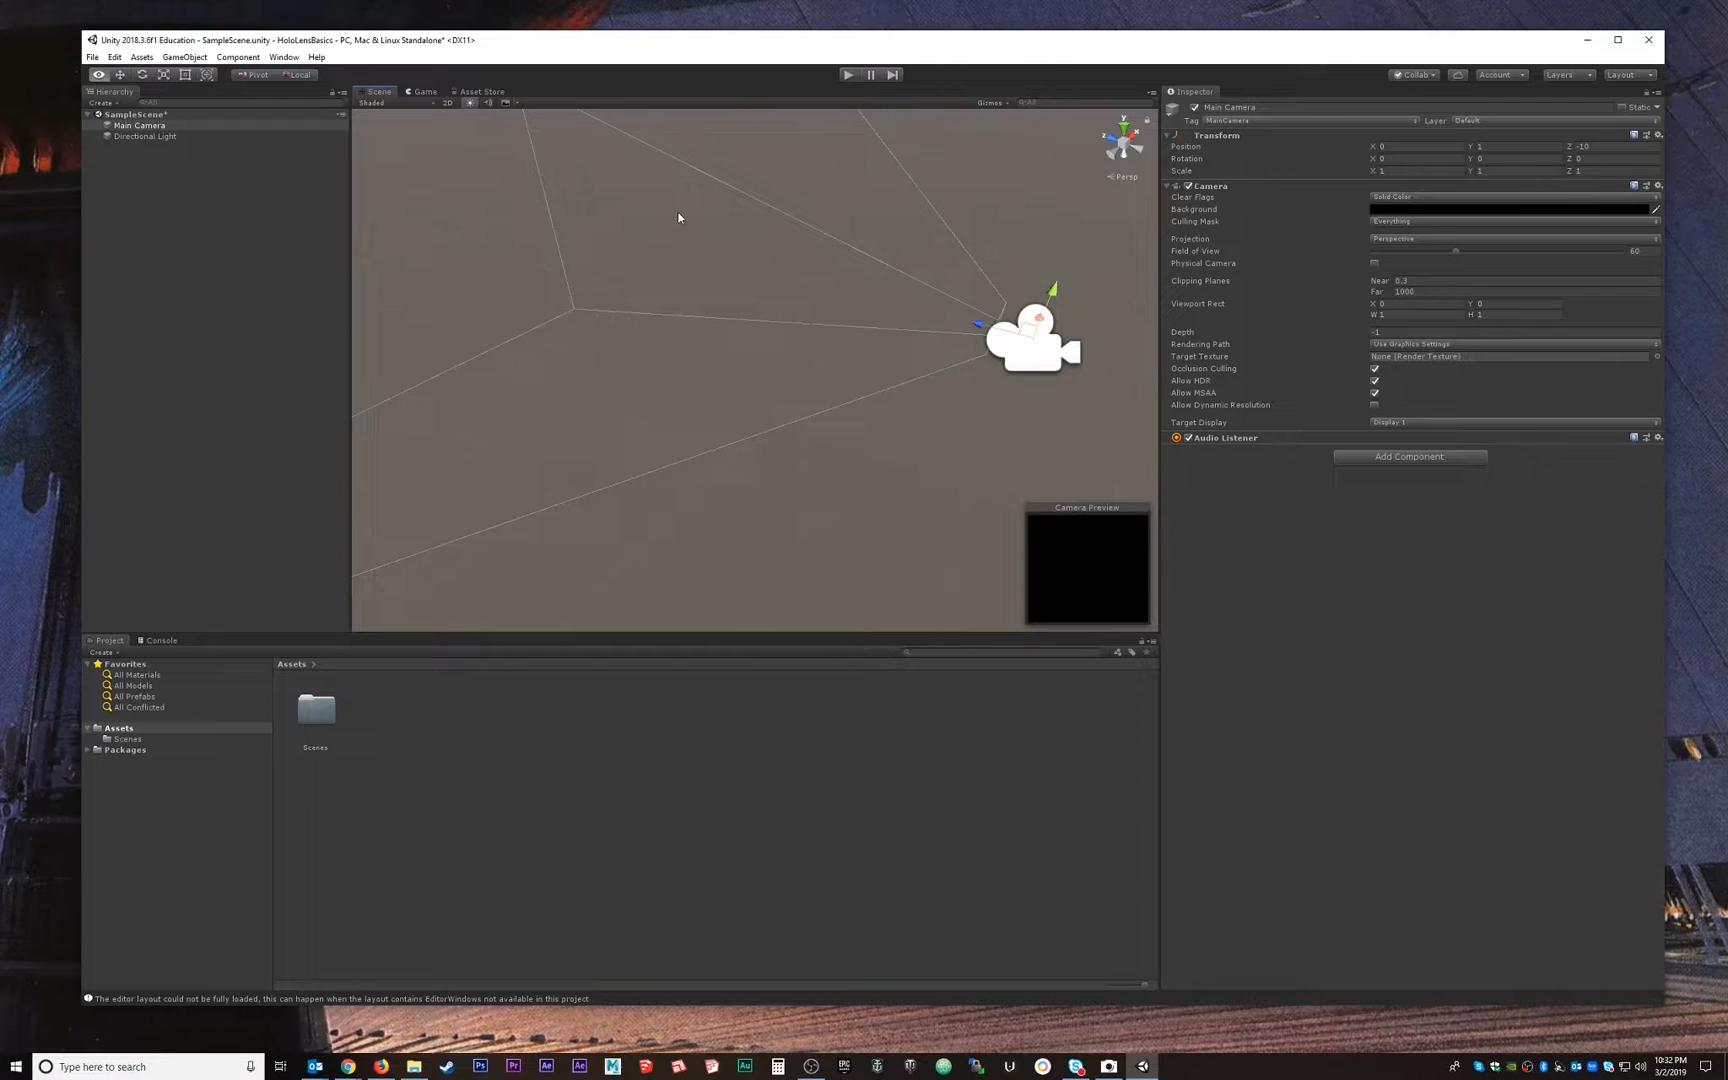 Unity 2018.3.6f1 Education - SampleScene.unity - HoloLensBasics - PC, Mac & Linux Standalone* <DX11>
File Edit Assets GameObject Component Window Help
Pivot Local
Collab Account Layers Layout
Hierarchy
Create All
SampleScene*
Main Camera
Directional Light
Scene Game Asset Store
Shaded 2D Gizmos All
y
x
z
Persp
Camera Preview
Inspector
Main Camera Static
Tag MainCamera Layer Default
Transform
Position X 0 Y 1 Z -10
Rotation X 0 Y 0 Z 0
Scale X 1 Y 1 Z 1
Camera
Clear Flags Solid Color
Background
Culling Mask Everything
Projection Perspective
Field of View 60
Physical Camera
Clipping Planes Near 0.3
Far 1000
Viewport Rect X 0 Y 0
W 1 H 1
Depth -1
Rendering Path Use Graphics Settings
Target Texture None (Render Texture)
Occlusion Culling
Allow HDR
Allow MSAA
Allow Dynamic Resolution
Target Display Display 1
Audio Listener
Add Component
Project Console
Create
Favorites
All Materials
All Models
All Prefabs
All Conflicted
Assets
Scenes
Packages
Assets
Scenes
The editor layout could not be fully loaded, this can happen when the layout contains EditorWindows not available in this project
Type here to search
Ps Pr Ae Ae M Au EPIC
10:32 PM
3/2/2019